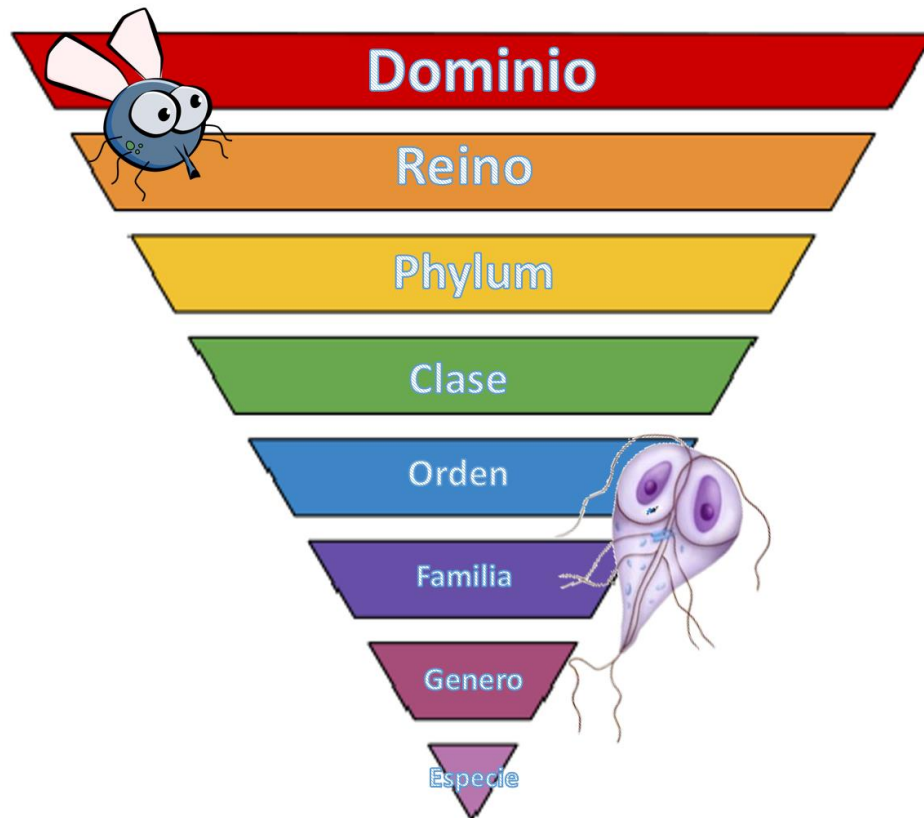 Dominio
Reino
Phylum
Clase
Orden
Familia
Genero
Especie